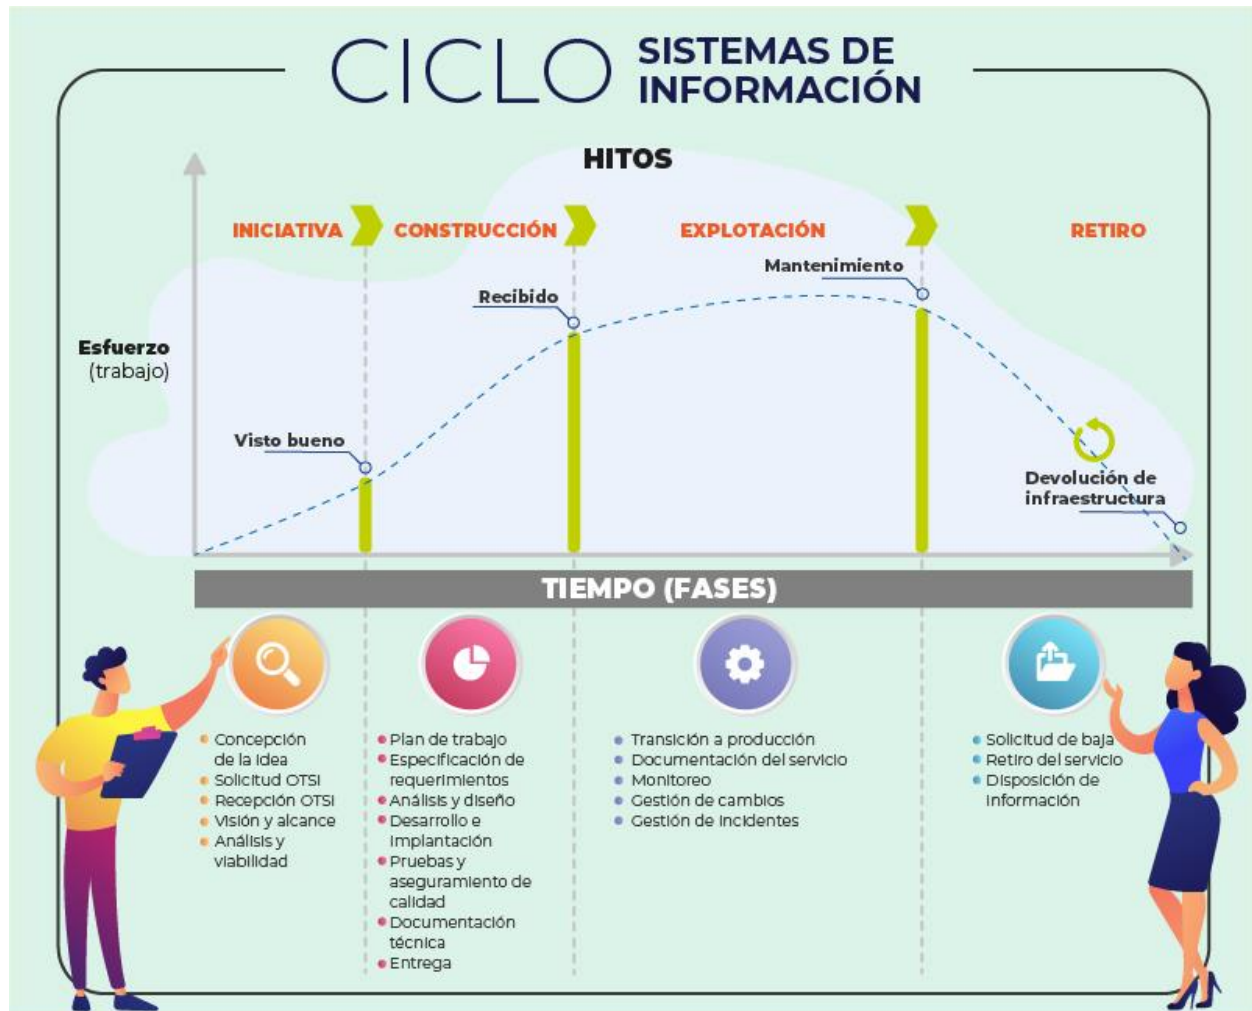 CICLO
SISTEMAS DE
INFORMACIÓN
HITOS
INICIATIVA
CONSTRUCCIÓN
EXPLOTACIÓN
RETIRO
Mantenimiento
Recibido
Esfuerzo
(trabajo)
Visto bueno
Devolución de
infraestructura
TIEMPO (FASES)
Concepción
de la idea
Solicitud OTSI
Recepción OTSI
Visión y alcance
Análisis y
viabilidad
Plan de trabajo
Especificación de
requerimientos
Análisis y diseño
Desarrollo e
implantación
Pruebas y
aseguramiento de
calidad
Documentación
técnica
Entrega
Transición a producción
Documentación del servicio
Monitoreo
Gestión de cambios
Gestión de incidentes
Solicitud de baja
Retiro del servicio
Disposición de
información